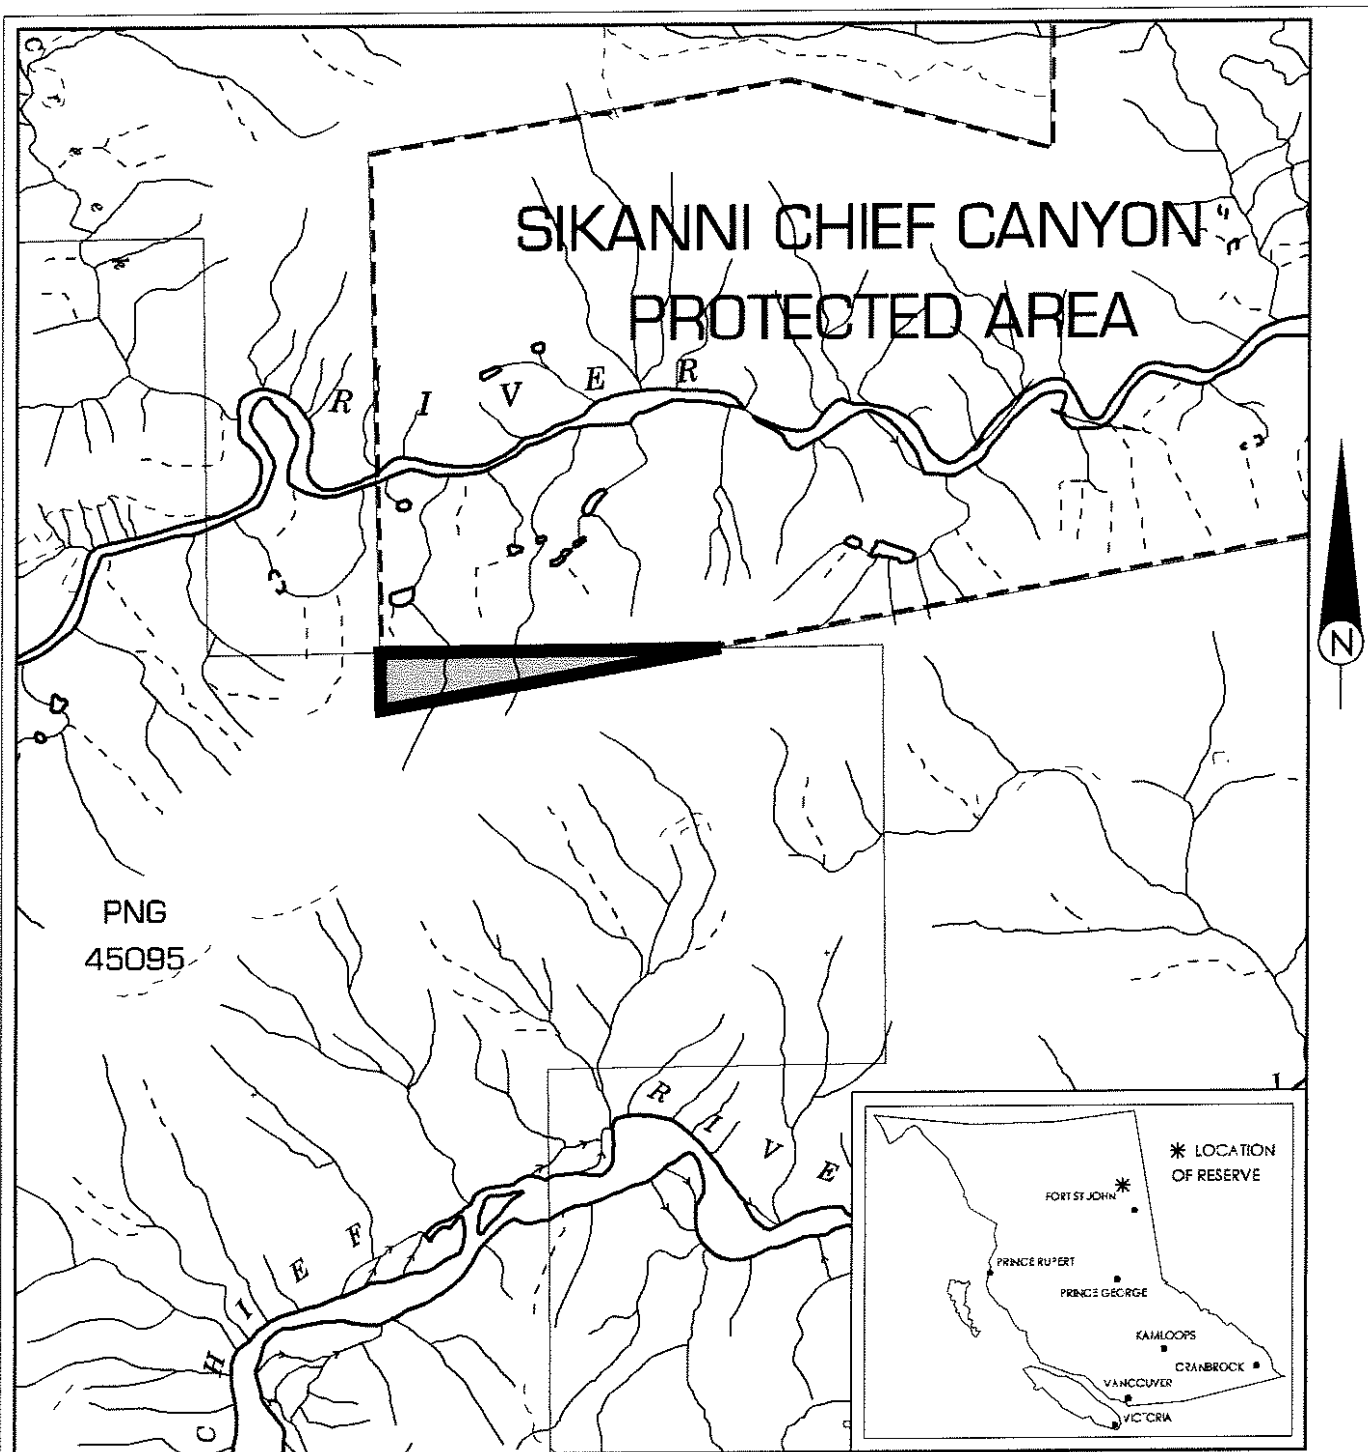 C r e e k
SIKANNI CHIEF CANYON
PROTECTED AREA
R I V E R
N
PNG
45095
C H I E F R I V E
* LOCATION
OF RESERVE
FORT ST JOHN
PRINCE RUPERT
PRINCE GEORGE
KAMLOOPS
CRANBROCK
VANCCUVER
VICTORIA